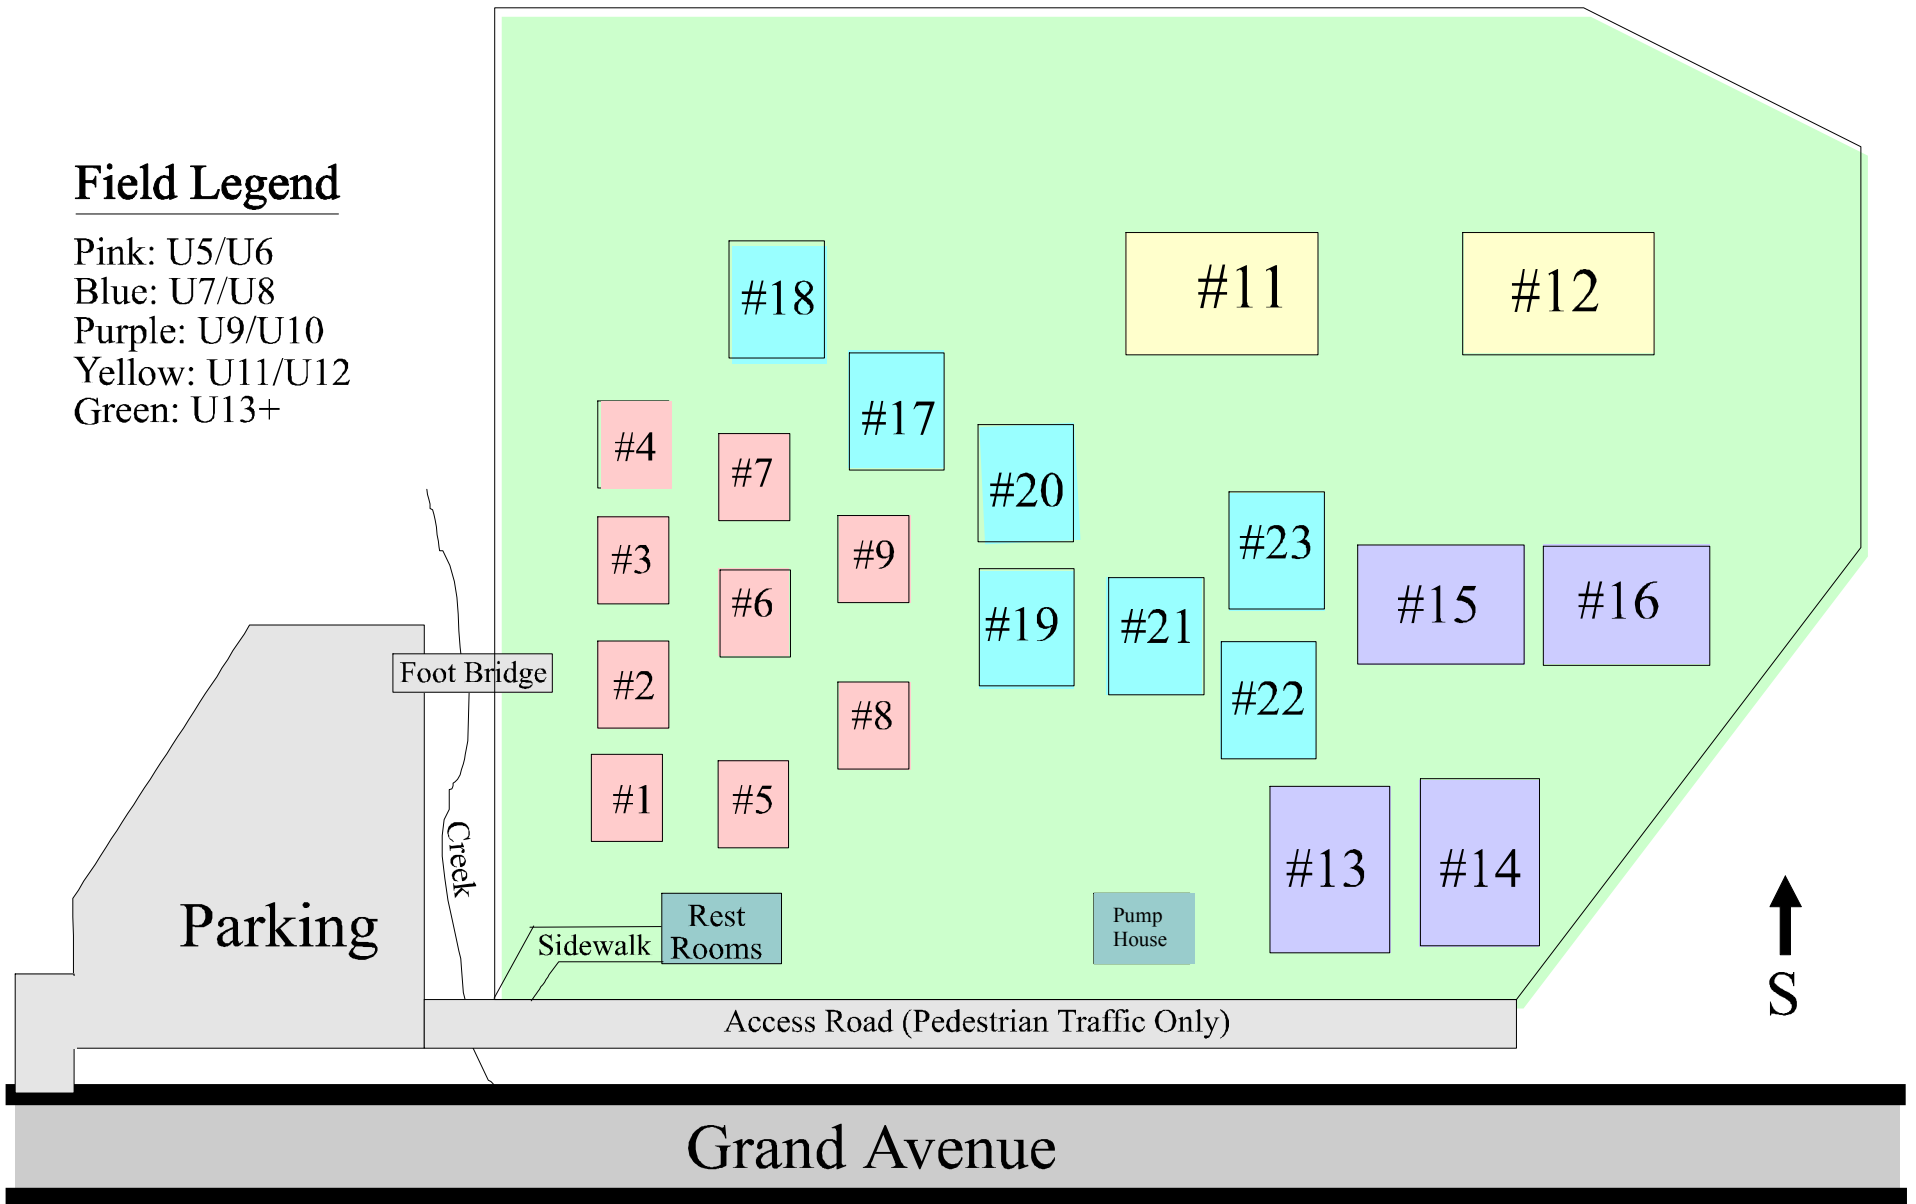 Field Legend
Pink: U5/U6
Blue: U7/U8
Purple: U9/U10
Yellow: U11/U12
Green: U13+
#18
#11
#12
#17
#4
#7
#20
#23
#3
#9
#6
#19
#21
#15
#16
Foot Bridge
#2
#8
#22
#1
#5
Creek
#13
#14
Parking
Rest
Rooms
Sidewalk
Pump
House
S
Access Road (Pedestrian Traffic Only)
Grand Avenue